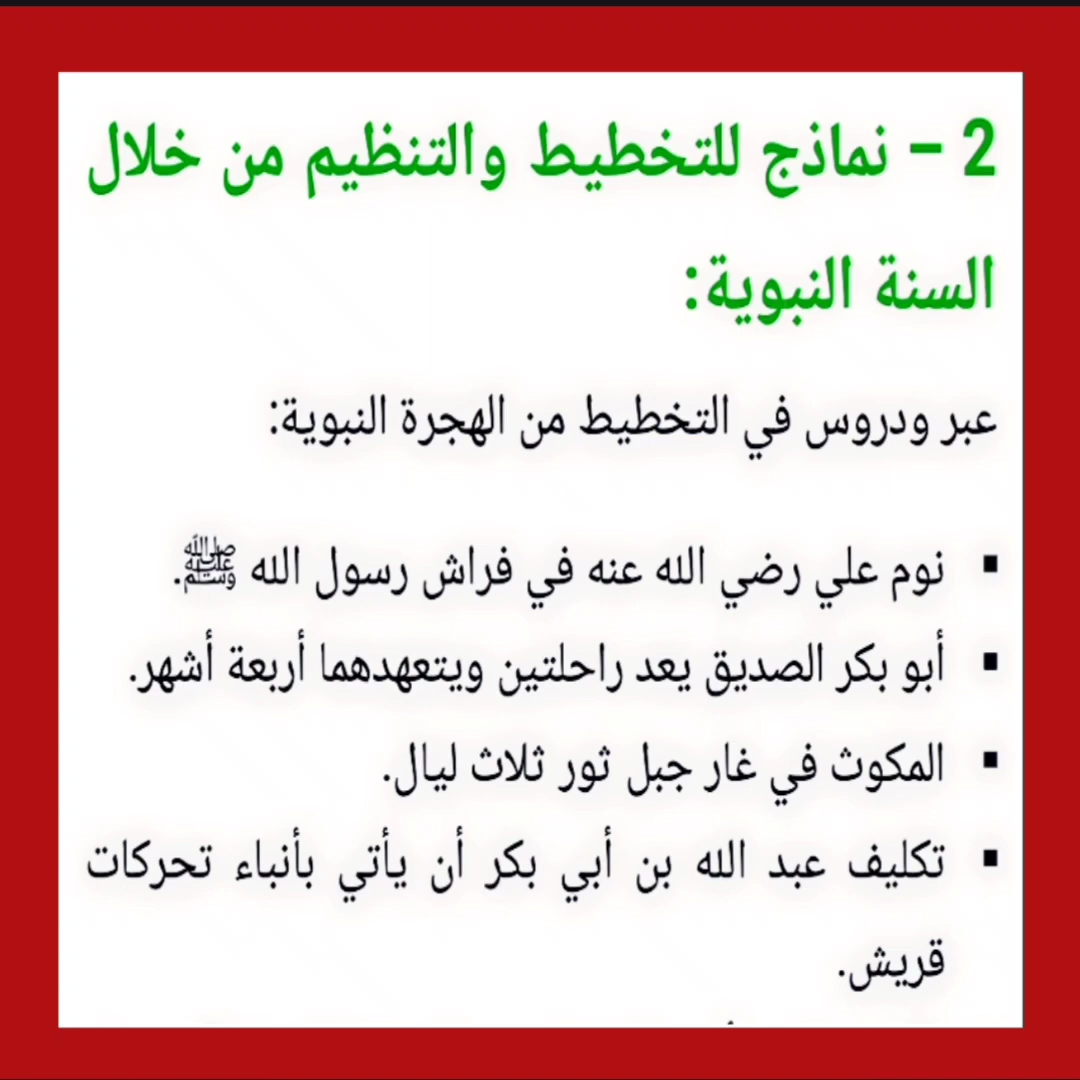 2 – نماذج للتخطيط والتنظيم من خلال
السنة النبوية:
عبر ودروس في التخطيط من الهجرة النبوية:
▪ نوم علي رضي الله عنه في فراش رسول الله ﷺ.
▪ أبو بكر الصديق يعد راحلتين ويتعهدهما أربعة أشهر.
▪ المكوث في غار جبل ثور ثلاث ليال.
▪ تكليف عبد الله بن أبي بكر أن يأتي بأنباء تحركات
قريش.